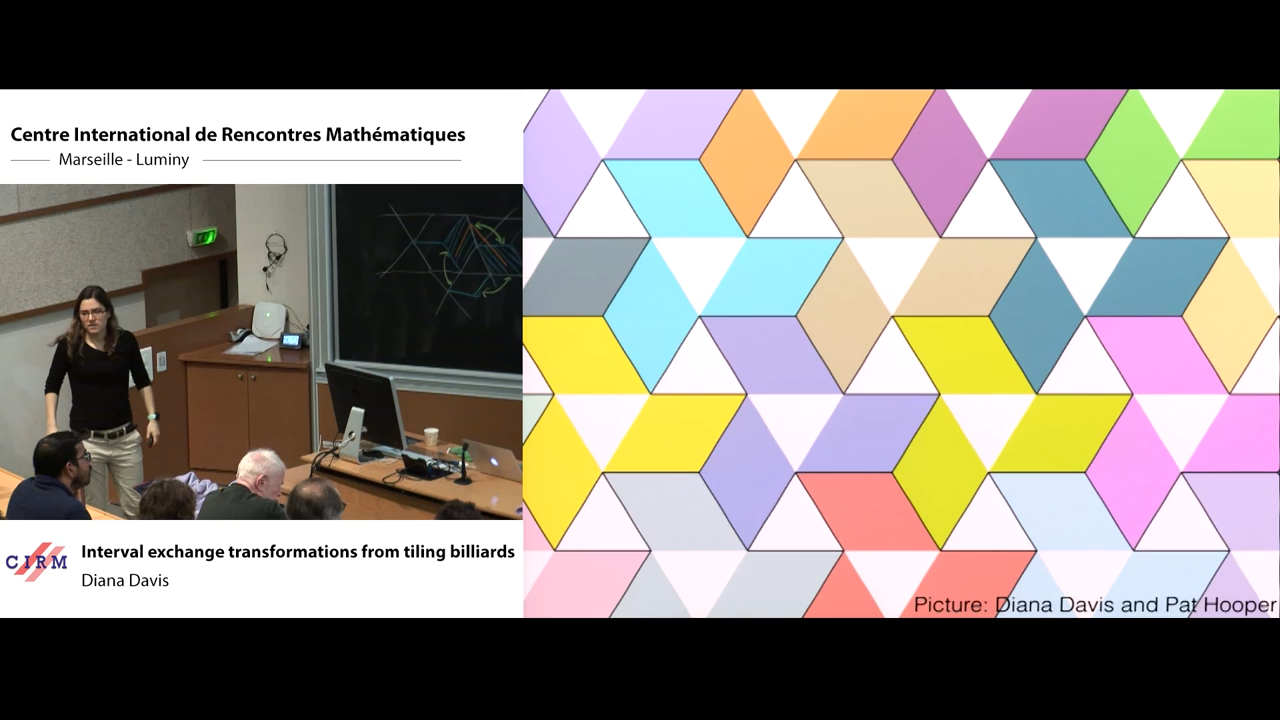 Centre International de Rencontres Mathématiques
Marseille - Luminy
CIRM
Interval exchange transformations from tiling billiards
Diana Davis
Picture: Diana Davis and Pat Hooper